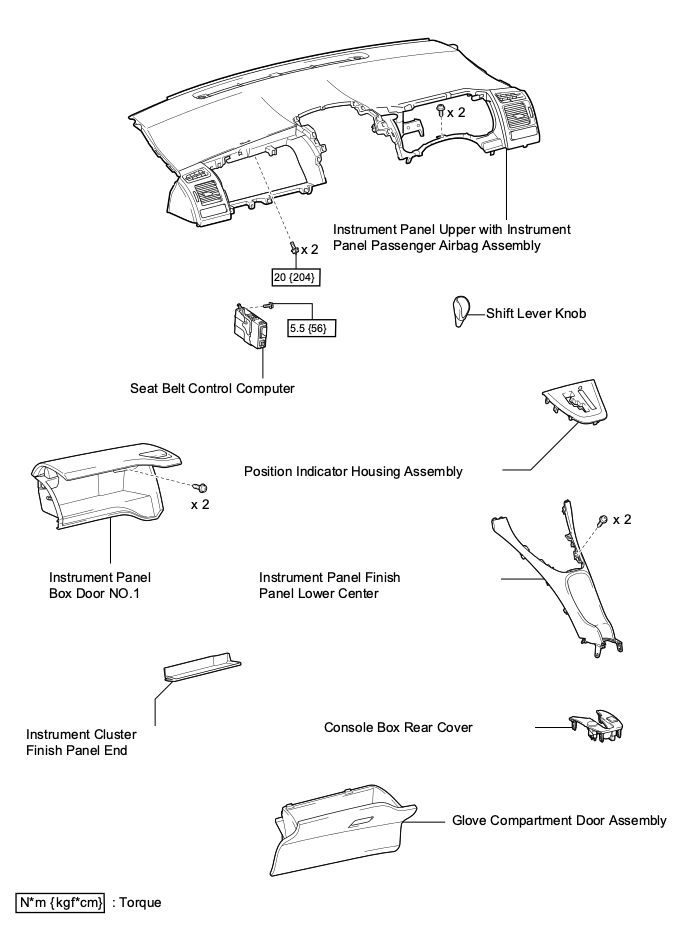 x 2
Instrument Panel Upper with Instrument
Panel Passenger Airbag Assembly
x 2
20 {204}
Shift Lever Knob
5.5 {56}
Seat Belt Control Computer
Position Indicator Housing Assembly
x 2
x 2
Instrument Panel
Box Door NO.1
Instrument Panel Finish
Panel Lower Center
Instrument Cluster
Finish Panel End
Console Box Rear Cover
Glove Compartment Door Assembly
N*m {kgf*cm} : Torque